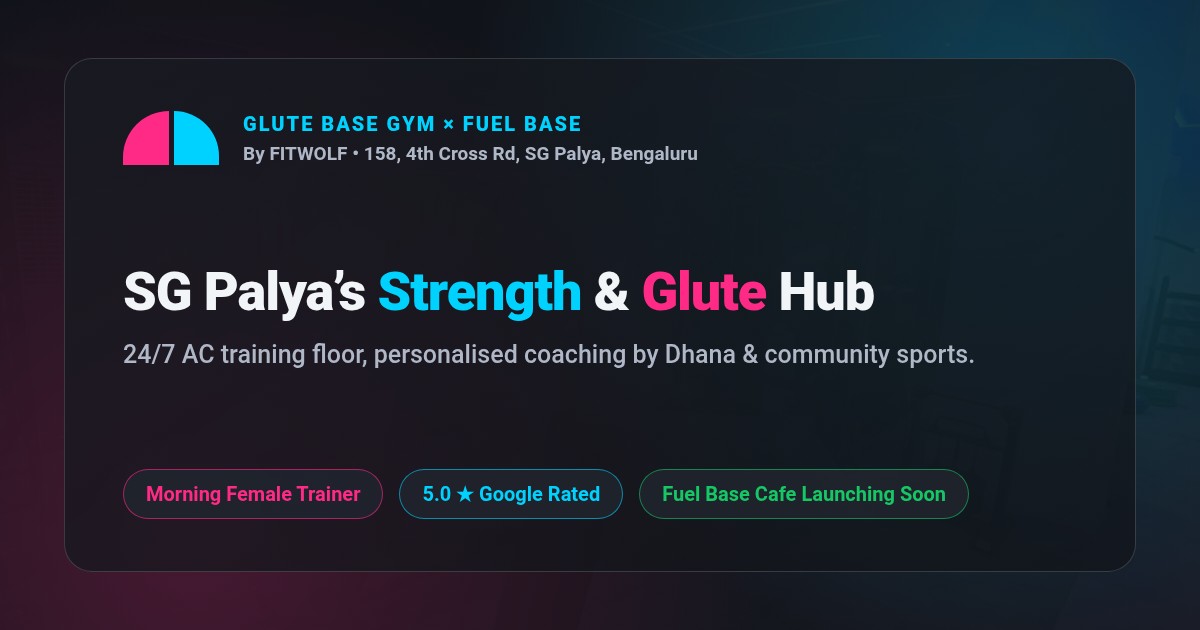 GLUTE BASE GYM × FUEL BASE
By FITWOLF • 158, 4th Cross Rd, SG Palya, Bengaluru
SG Palya’s Strength & Glute Hub
24/7 AC training floor, personalised coaching by Dhana & community sports.
Morning Female Trainer
5.0 ★ Google Rated
Fuel Base Cafe Launching Soon